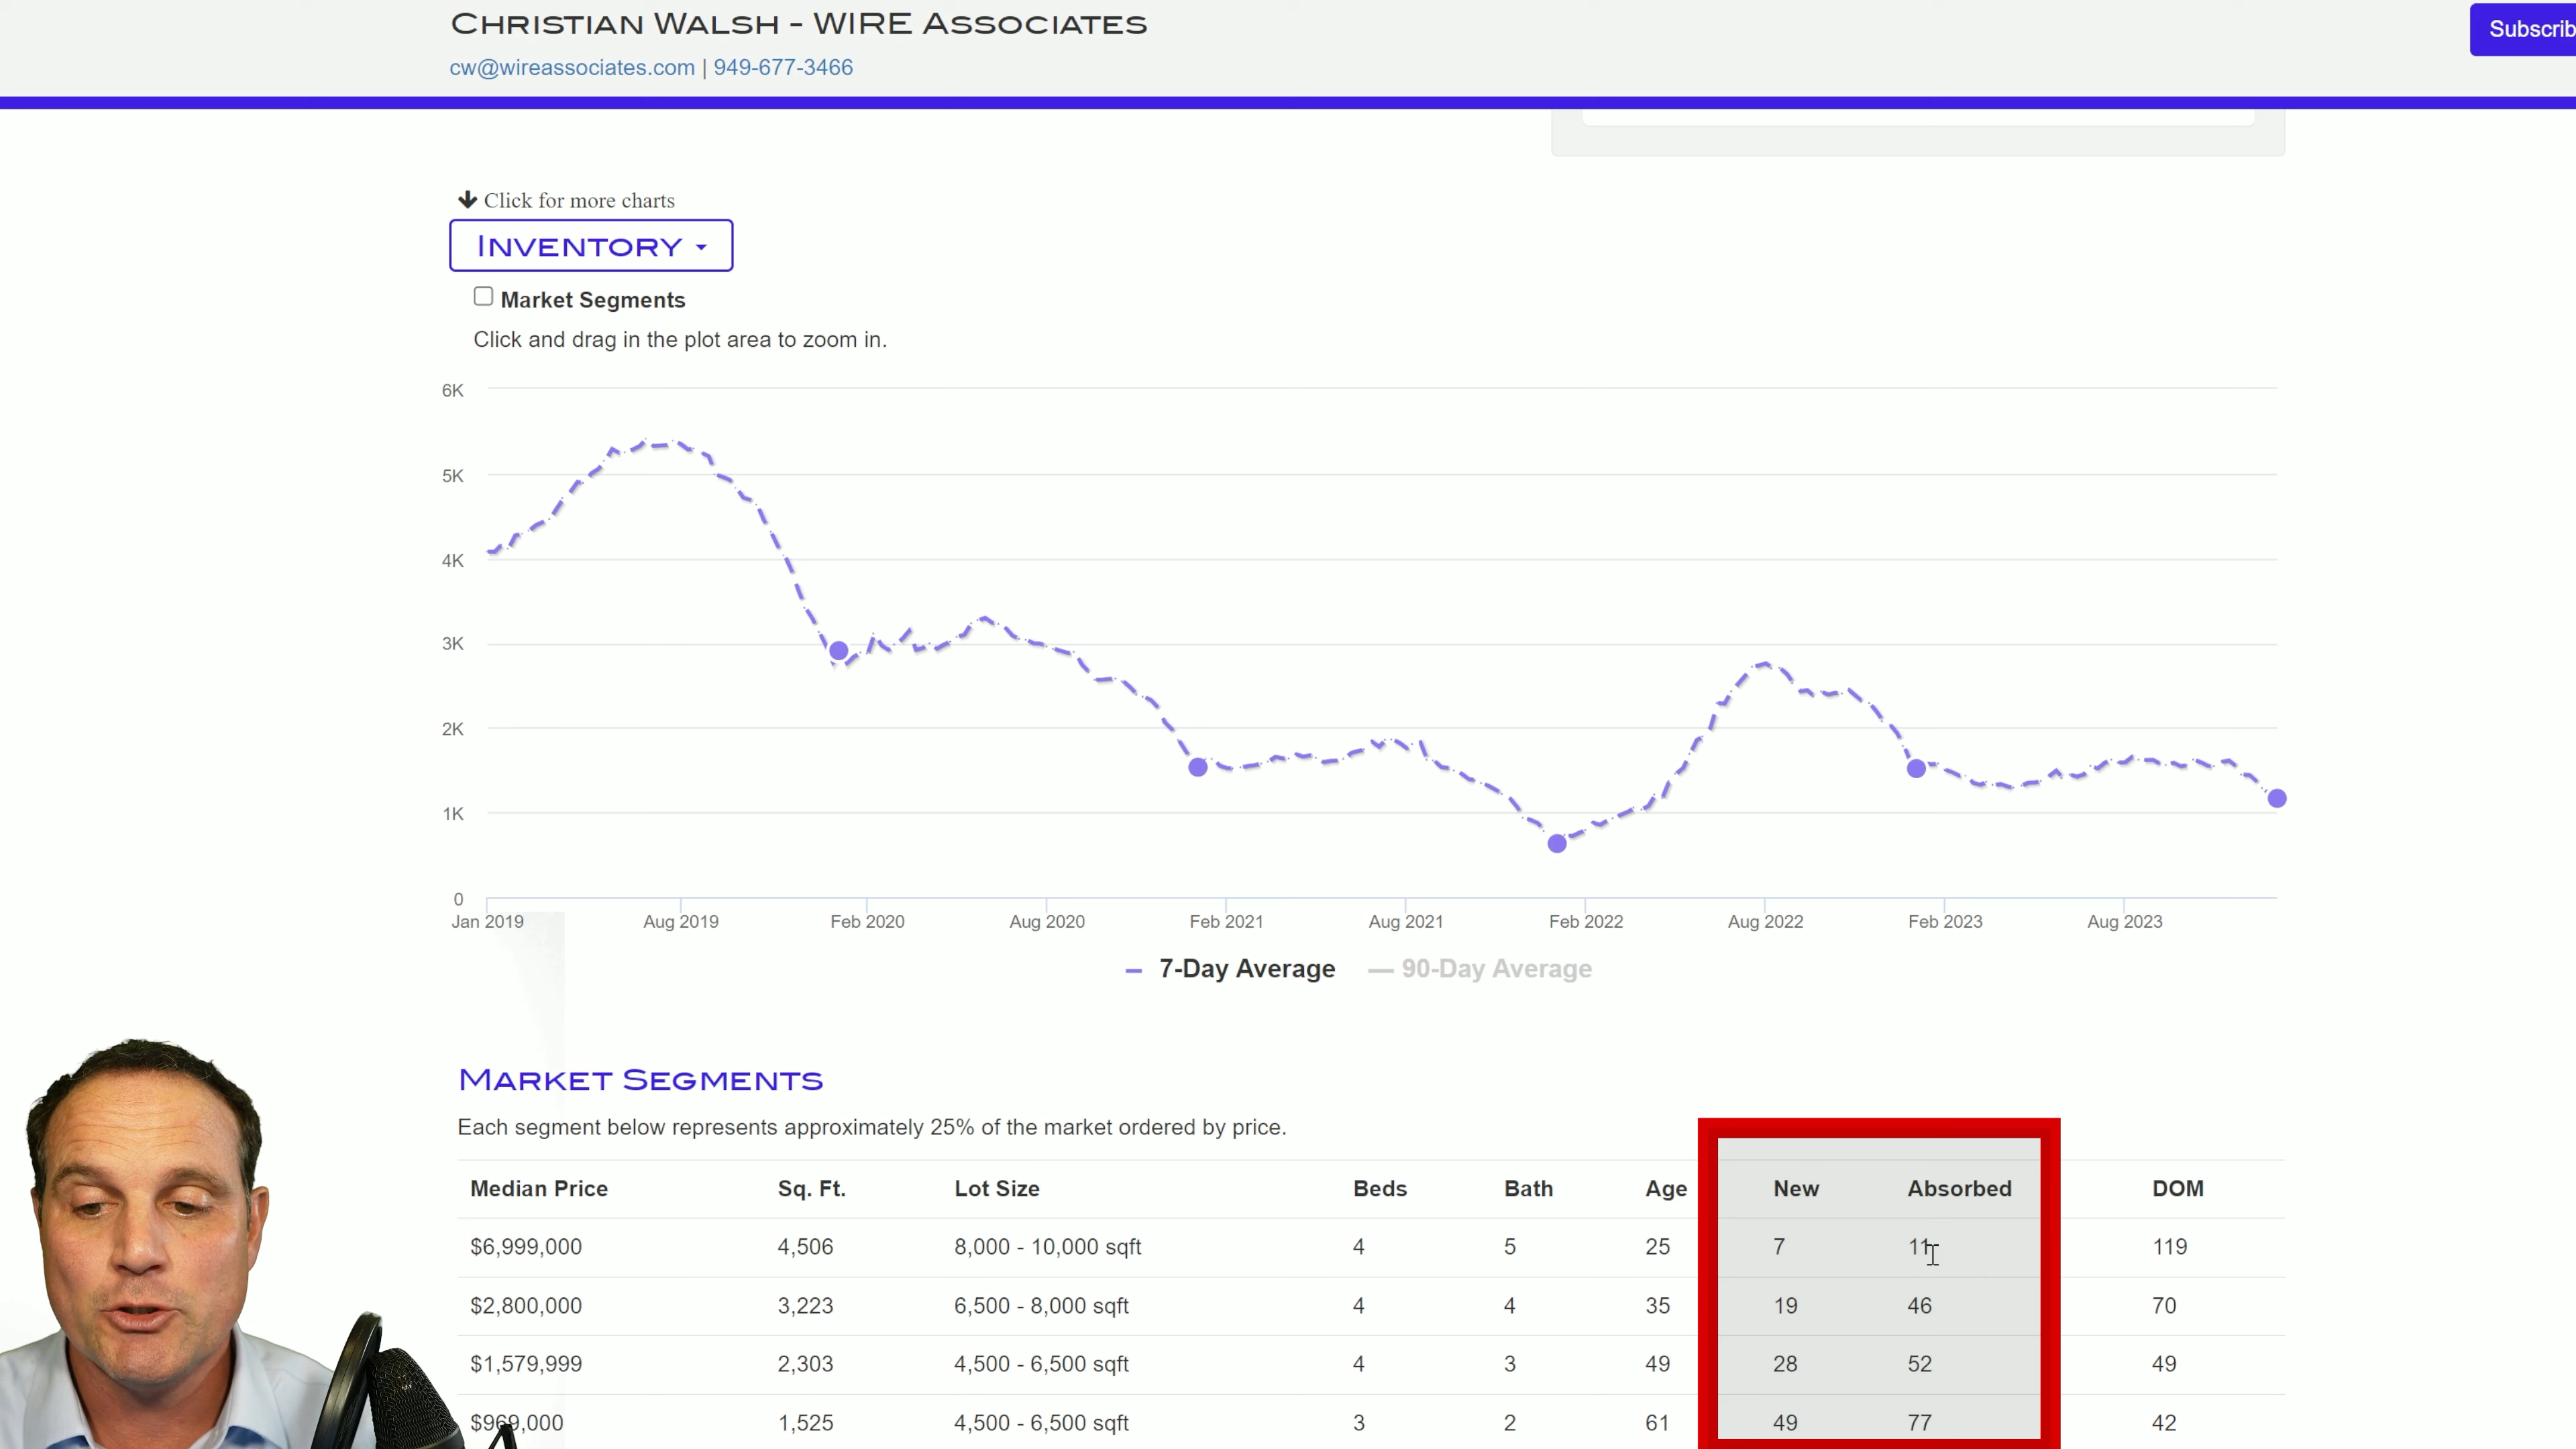 Christian Walsh - WIRE Associates
cw@wireassociates.com | 949-677-3466
Click for more charts
Inventory
Market Segments
Click and drag in the plot area to zoom in.
6K
5K
4K
3K
2K
1K
0
Jan 2019 Aug 2019 Feb 2020 Aug 2020 Feb 2021 Aug 2021 Feb 2022 Aug 2022 Feb 2023 Aug 2023
7-Day Average 90-Day Average
Market Segments
Each segment below represents approximately 25% of the market ordered by price.
Median Price Sq. Ft. Lot Size Beds Bath Age New Absorbed DOM
$6,999,000 4,506 8,000 - 10,000 sqft 4 5 25 7 11 119
$2,800,000 3,223 6,500 - 8,000 sqft 4 4 35 19 46 70
$1,579,999 2,303 4,500 - 6,500 sqft 4 3 49 28 52 49
$969,000 1,525 4,500 - 6,500 sqft 3 2 61 49 77 42